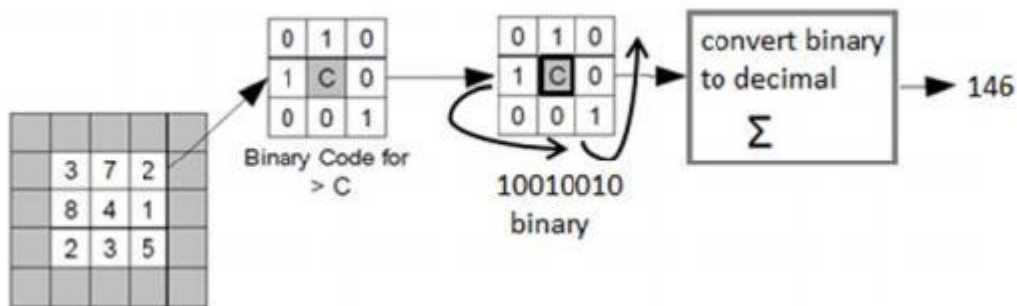 3 7 2
8 4 1
2 3 5
0 1 0
1 C 0
0 0 1
Binary Code for
> C
0 1 0
1 C 0
0 0 1
10010010
binary
convert binary
to decimal
Σ
146